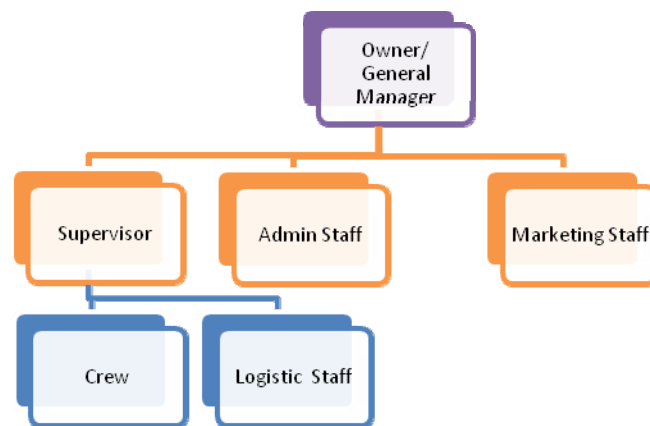 Owner/
General
Manager
Supervisor
Admin Staff
Marketing Staff
Crew
Logistic Staff